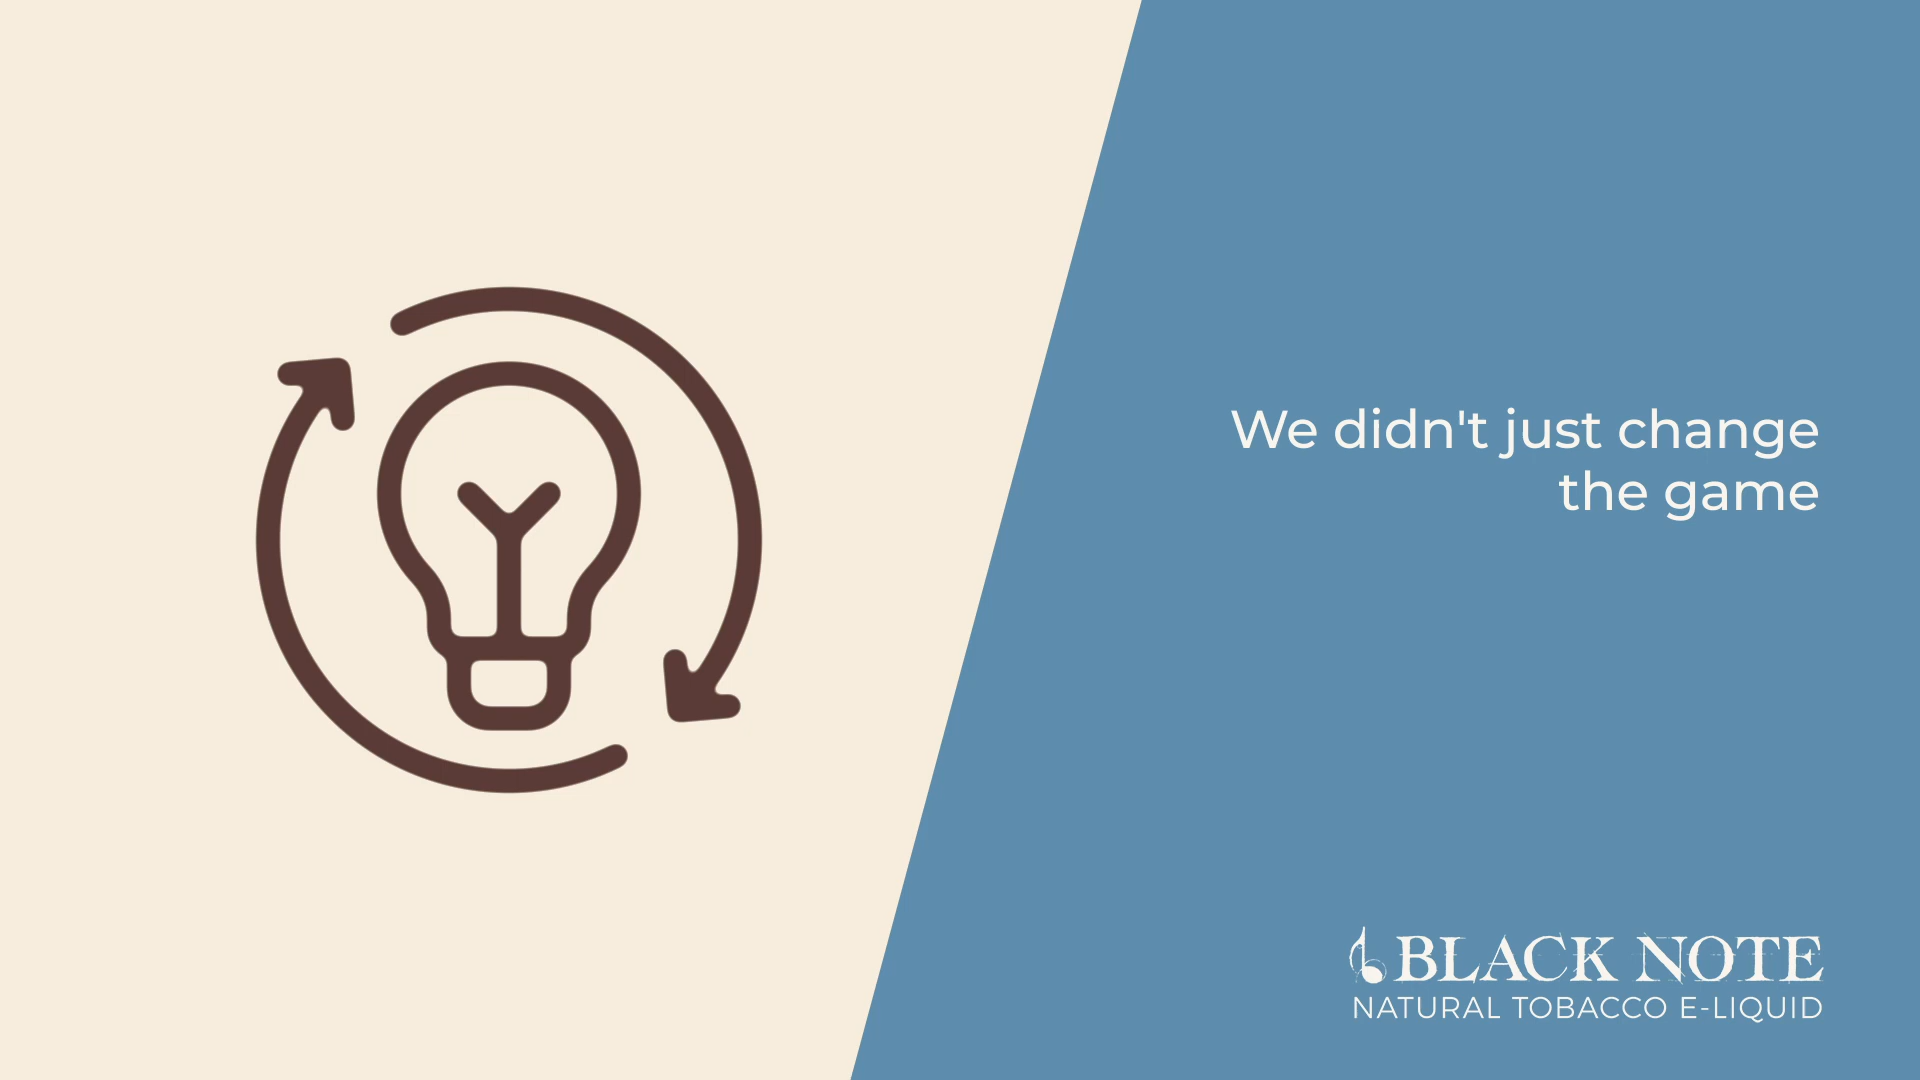 We didn't just change
the game
BLACK NOTE
NATURAL TOBACCO E-LIQUID